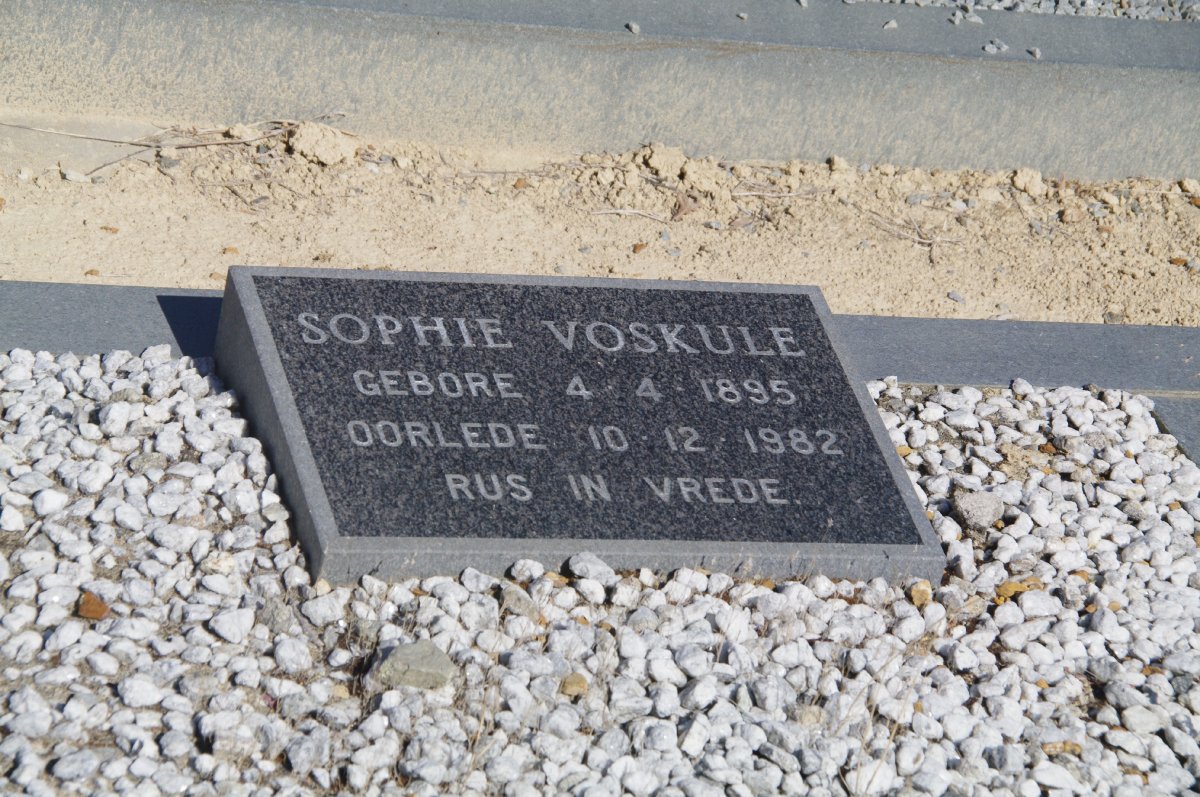 SOPHIE VOSKULE
GEBORE 4·4·1895
OORLEDE 10·12·1982
RUS IN VREDE